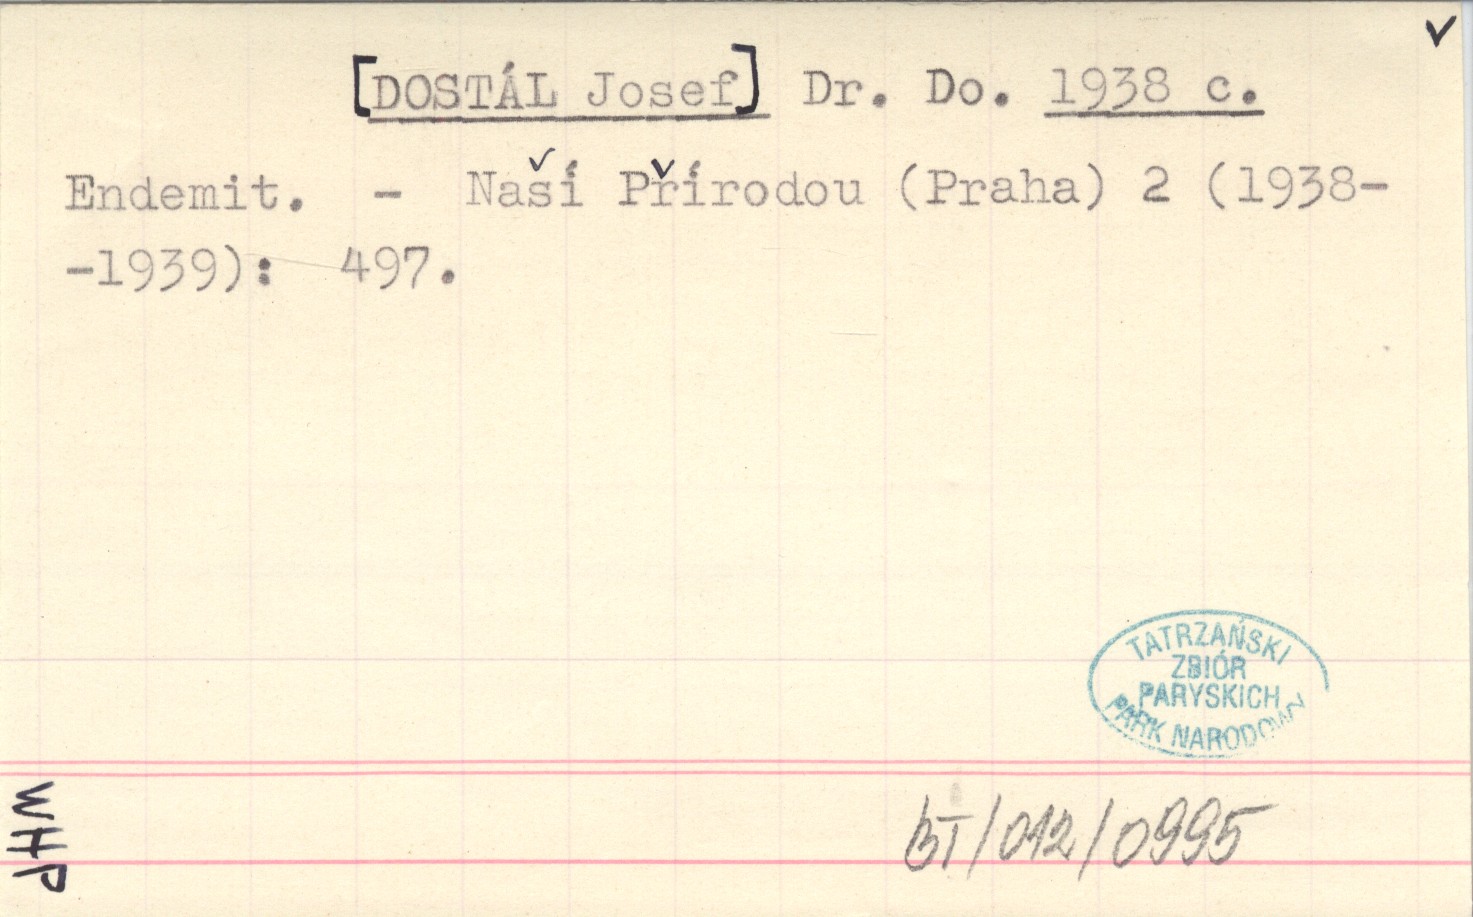 ✓
[DOSTÁL Josef] Dr. Do. 1938 c.
Endemit. - Naší Přírodou (Praha) 2 (1938-
-1939): 497.
TATRZAŃSKI
ZBIÓR
PARYSKICH
PARK NARODOWY
WHP
BI/012/0995